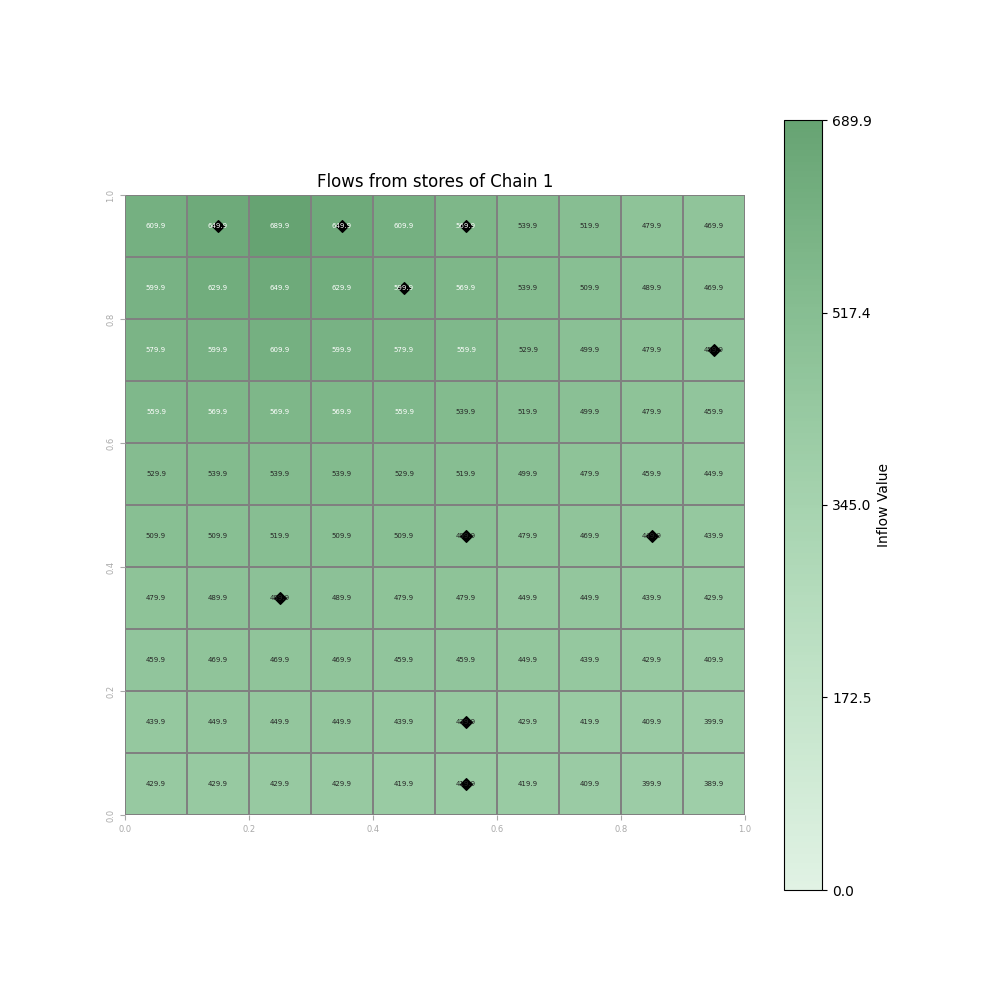 Flows from stores of Chain 1
1.0 609.9 649.9 689.9 649.9 609.9 569.9 539.9 519.9 479.9 469.9
599.9 629.9 649.9 629.9 599.9 569.9 539.9 509.9 489.9 469.9
0.8 579.9 599.9 609.9 599.9 579.9 559.9 529.9 499.9 479.9
559.9 569.9 569.9 569.9 559.9 539.9 519.9 499.9 479.9 459.9
0.6 529.9 539.9 539.9 539.9 529.9 519.9 499.9 479.9 459.9 449.9
509.9 509.9 519.9 509.9 509.9 479.9 469.9 439.9
0.4 479.9 489.9 489.9 479.9 479.9 449.9 449.9 439.9 429.9
459.9 469.9 469.9 469.9 459.9 459.9 449.9 439.9 429.9 409.9
0.2 439.9 449.9 449.9 449.9 439.9 429.9 419.9 409.9 399.9
429.9 429.9 429.9 429.9 419.9 419.9 409.9 399.9 389.9
0.0
0.0 0.2 0.4 0.6 0.8 1.0
689.9
517.4
345.0
172.5
0.0
Inflow Value